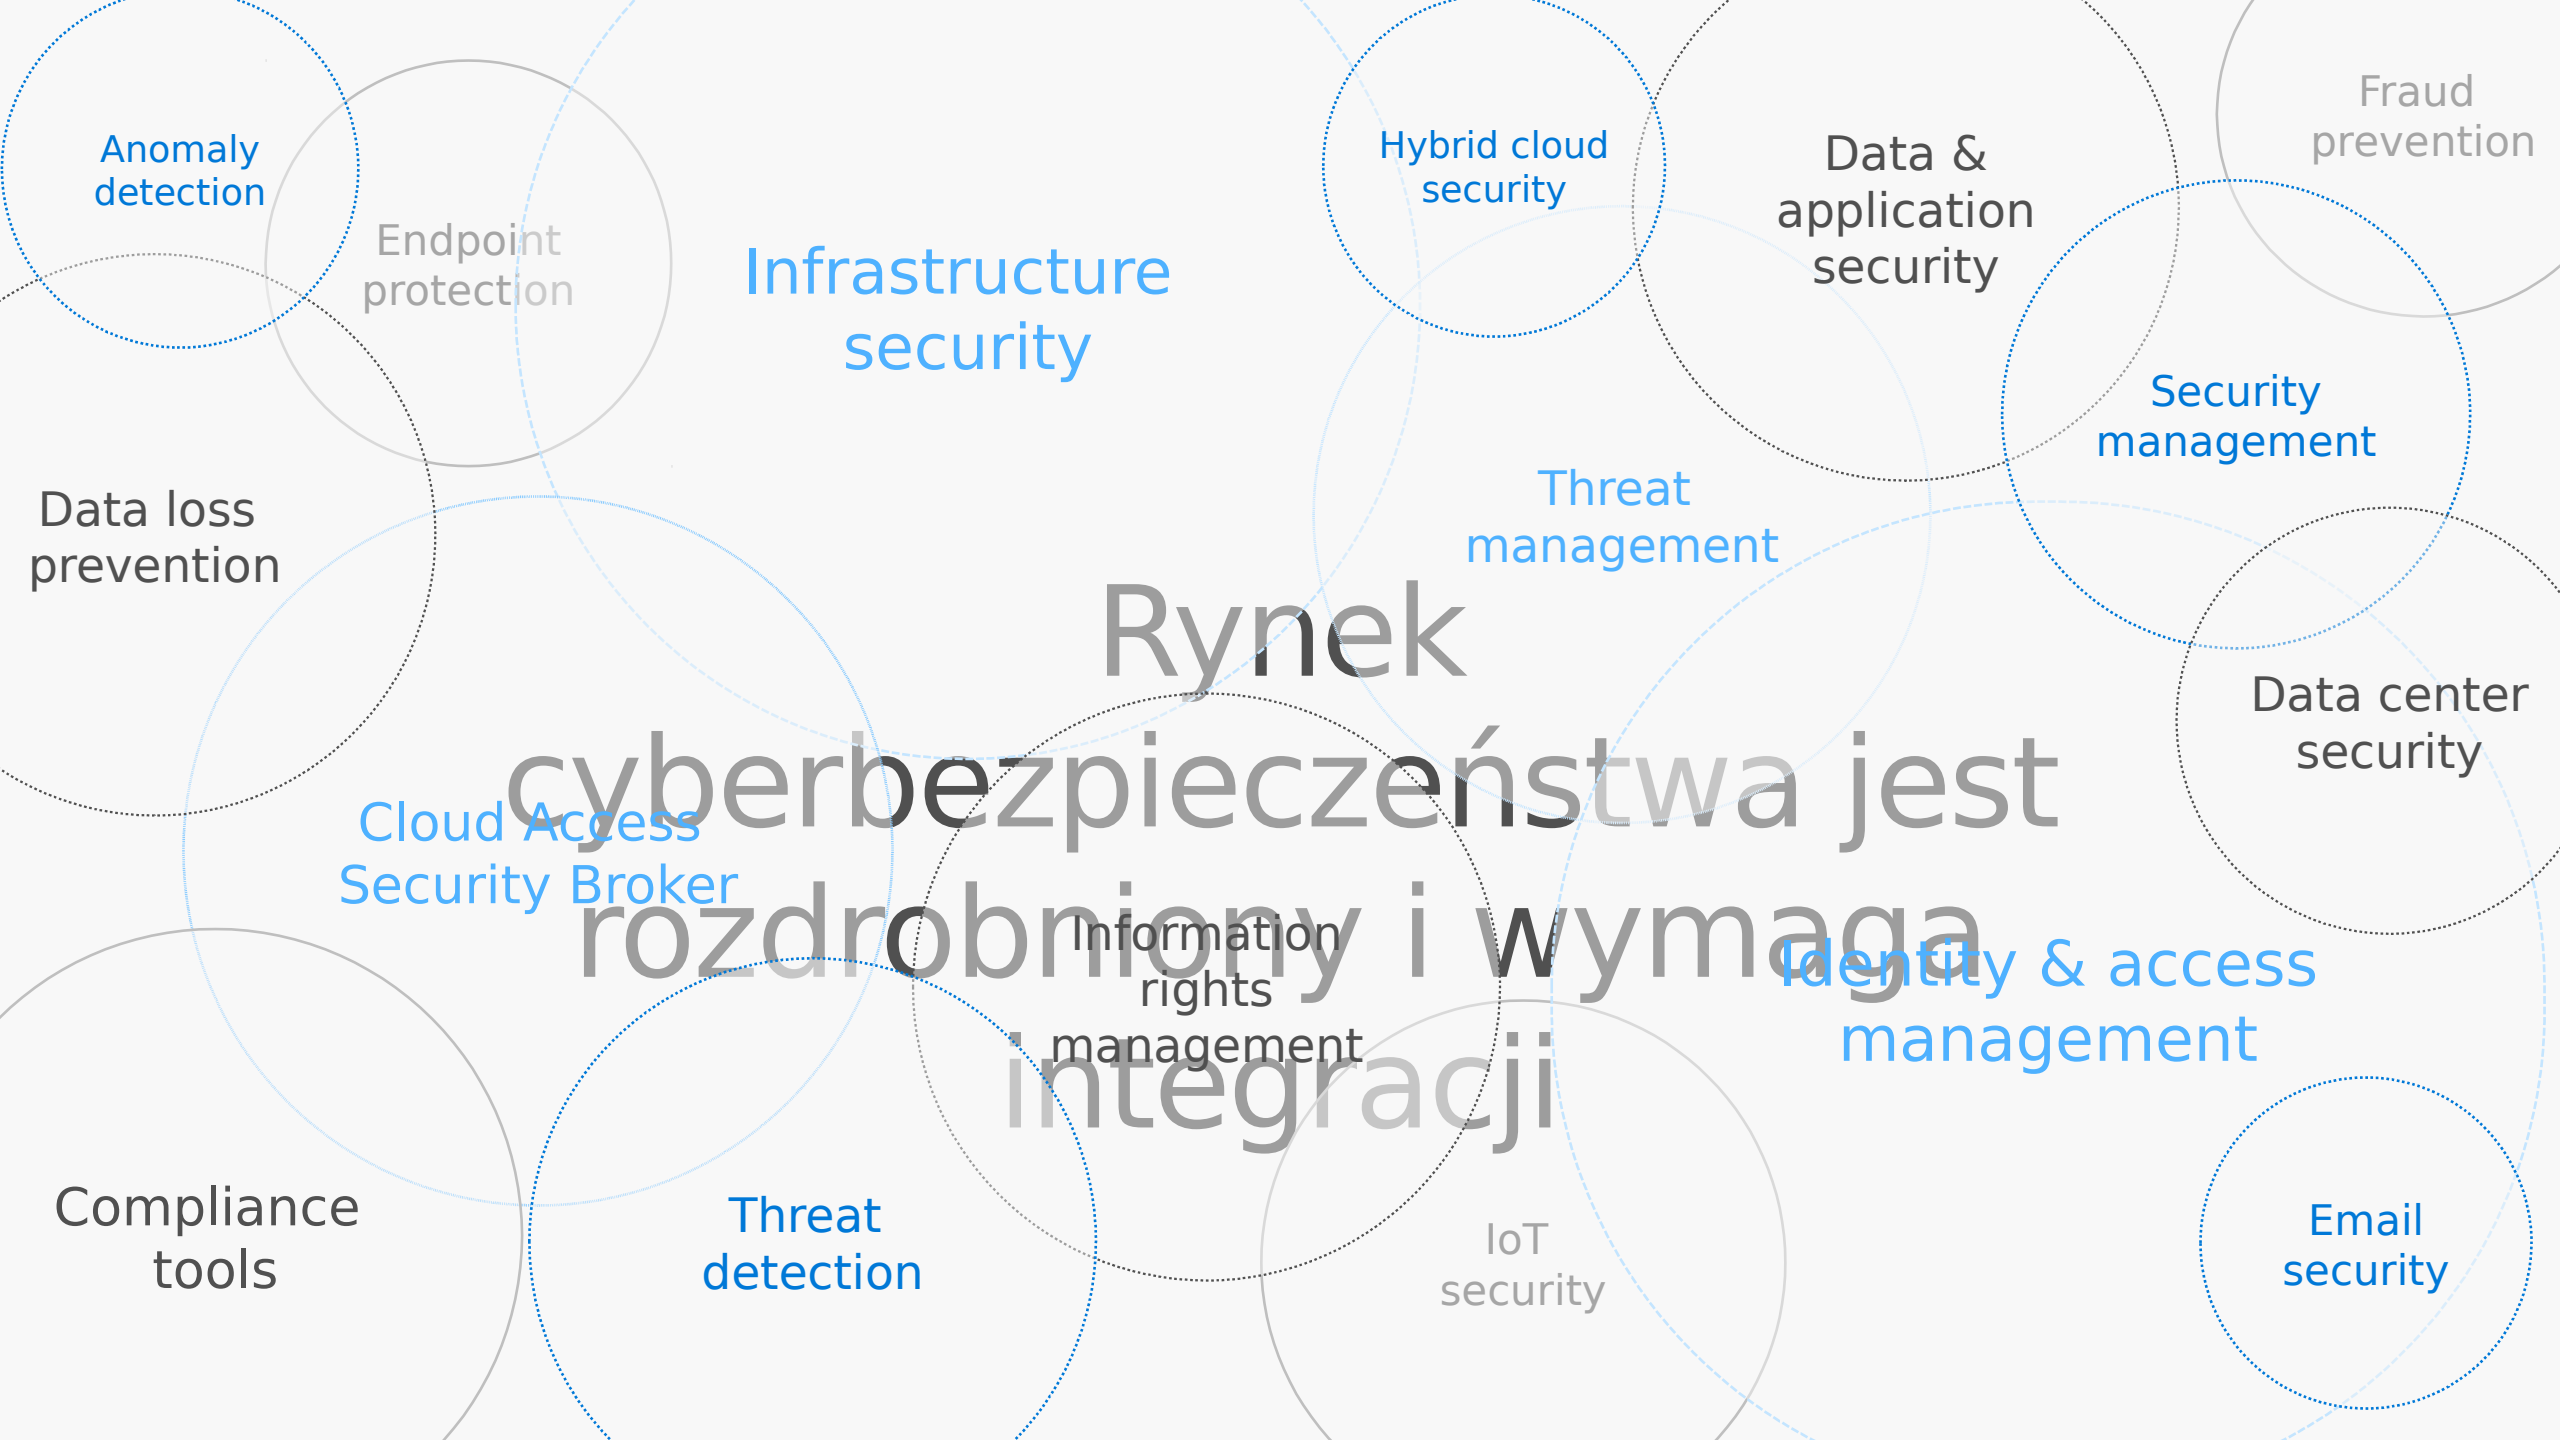 Anomaly
detection
Endpoint
protection
Infrastructure
security
Hybrid cloud
security
Data &
application
security
Fraud
prevention
Security
management
Data loss
prevention
Threat
management
Rynek
cyberbezpieczeństwa jest
rozdrobniony i wymaga
integracji
Data center
security
Cloud Access
Security Broker
Information
rights
management
Identity & access
management
Compliance
tools
Threat
detection
IoT
security
Email
security